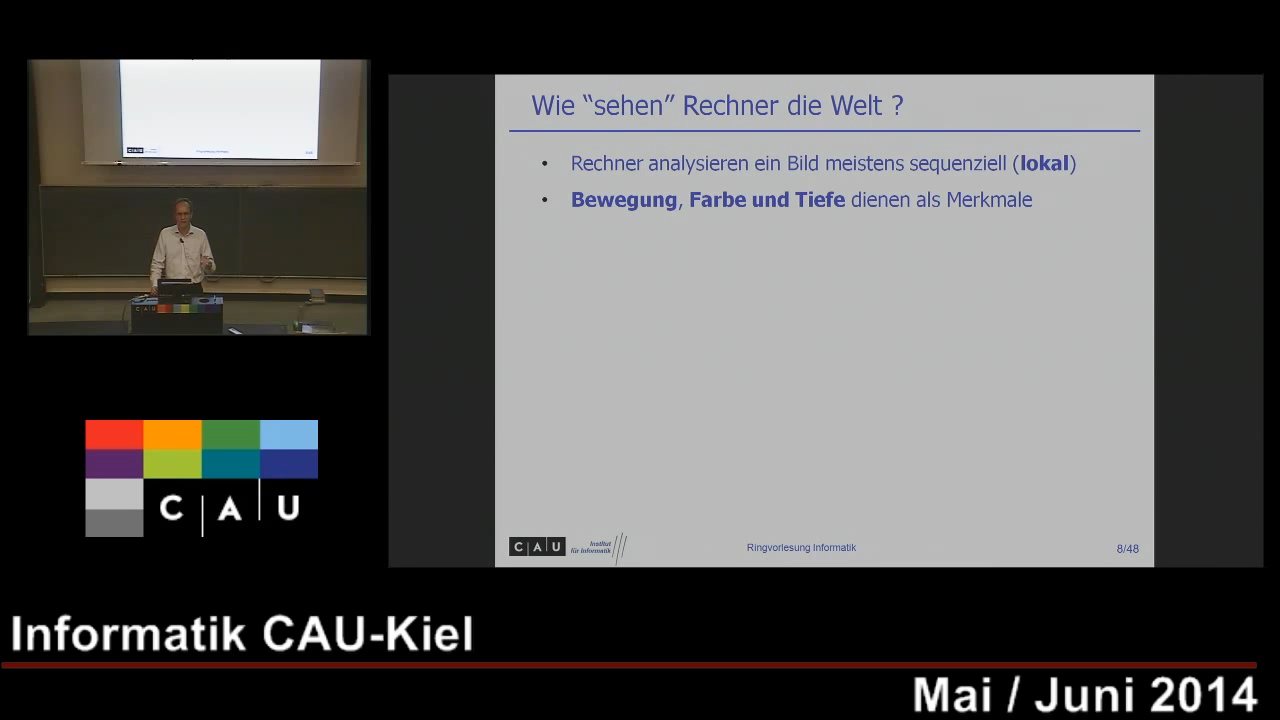 Wie “sehen” Rechner die Welt ?
• Rechner analysieren ein Bild meistens sequenziell (lokal)
• Bewegung, Farbe und Tiefe dienen als Merkmale
C A U
Institut
für Informatik
Ringvorlesung Informatik
8/48
C A U
C A U
Informatik CAU-Kiel
Mai / Juni 2014